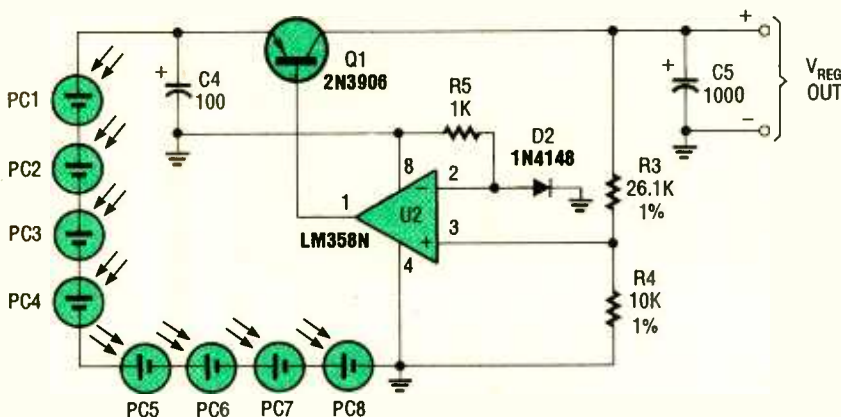 PC1
PC2
PC3
PC4
PC5
PC6
PC7
PC8
+
C4
100
Q1
2N3906
R5
1K
D2
1N4148
8
2
1
3
4
−
+
U2
LM358N
R3
26.1K
1%
R4
10K
1%
+
C5
1000
+
−
VREG
OUT